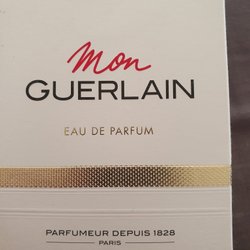 Mon
GUERLAIN
EAU DE PARFUM
PARFUMEUR DEPUIS 1828
PARIS